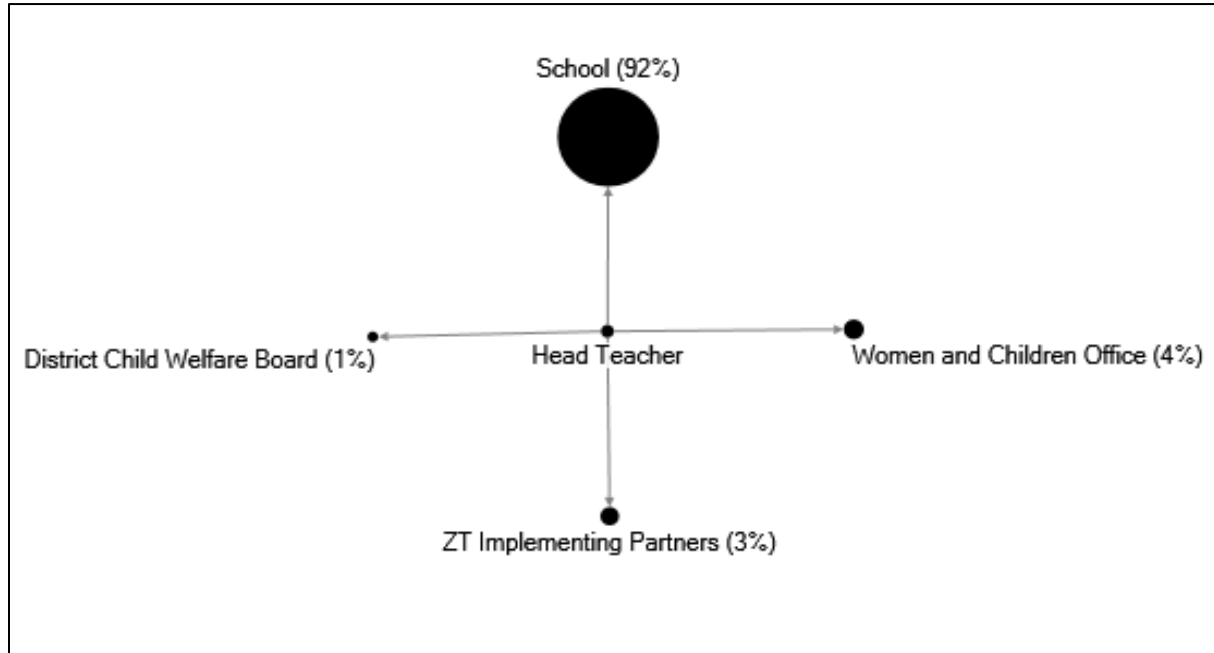 School (92%)
District Child Welfare Board (1%)
Head Teacher
Women and Children Office (4%)
ZT Implementing Partners (3%)